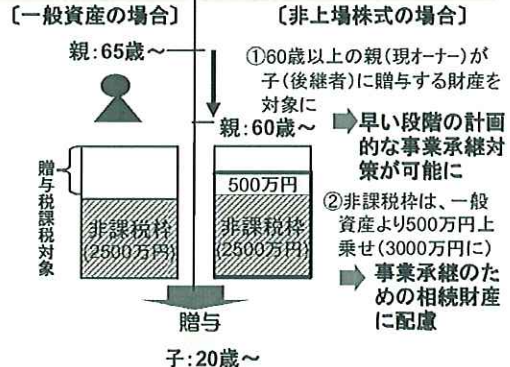 〔一般資産の場合〕
親:65歳～
贈与税課税対象
非課税枠
(2500万円)
〔非上場株式の場合〕
①60歳以上の親(現オーナー)が
子(後継者)に贈与する財産を
対象に
親:60歳～
早い段階の計画
的な事業承継対
策が可能に
500万円
非課税枠
(2500万円)
②非課税枠は、一般
資産より500万円上
乗せ(3000万円に)
事業承継のた
めの相続財産
に配慮
贈与
子:20歳～